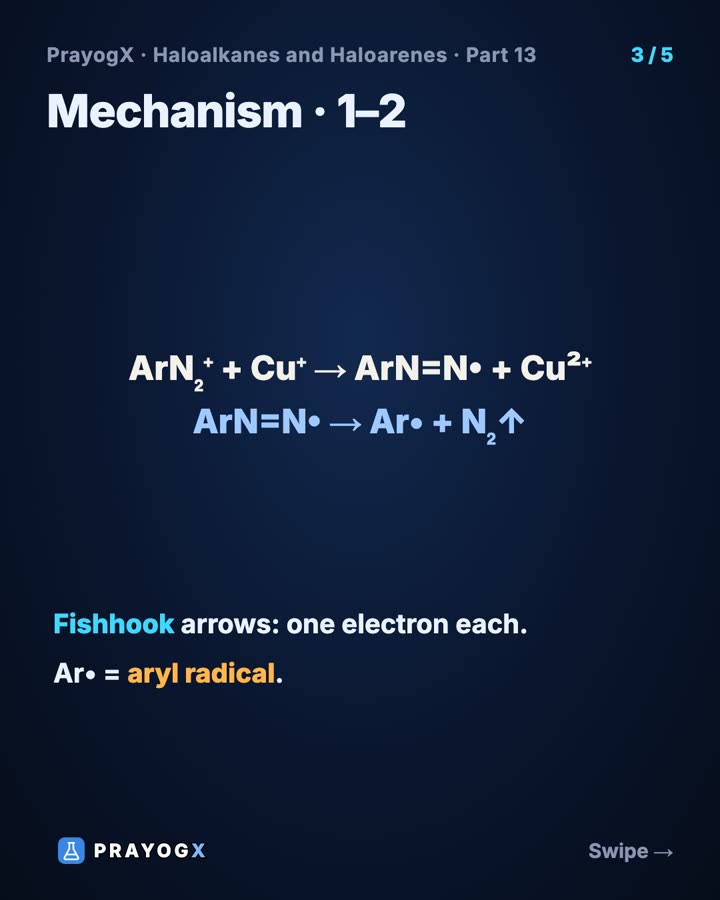 PrayogX · Haloalkanes and Haloarenes · Part 13
3 / 5
Mechanism · 1–2
ArN₂⁺ + Cu⁺ → ArN=N• + Cu²⁺
ArN=N• → Ar• + N₂↑
Fishhook arrows: one electron each.
Ar• = aryl radical.
PRAYOGX
Swipe →